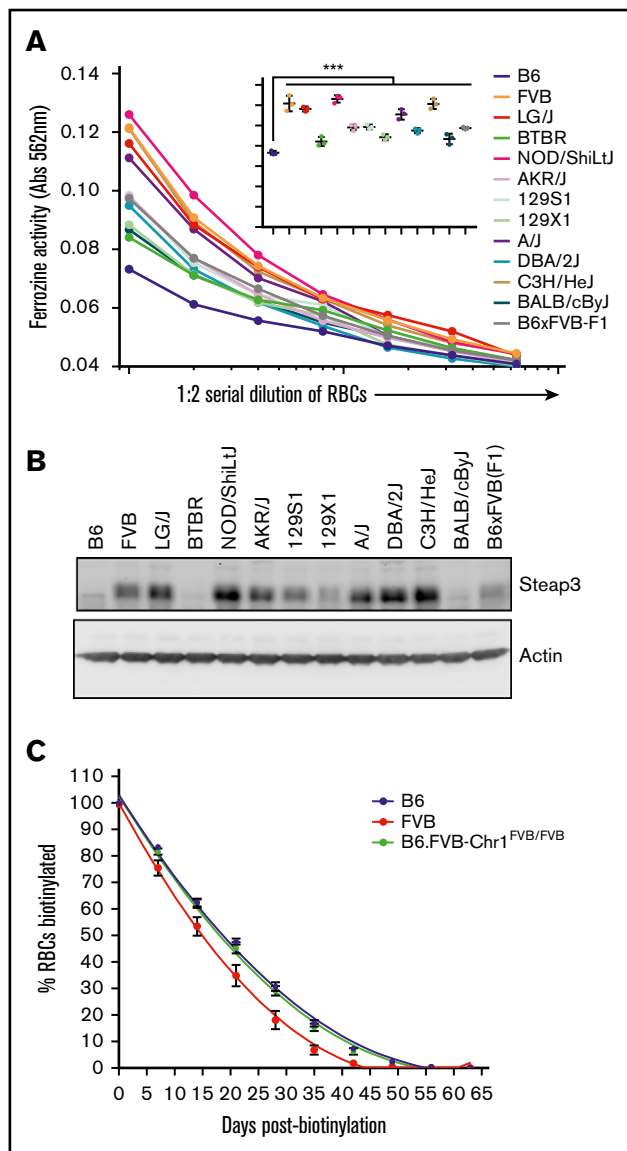 A
Ferrozine activity (Abs 562nm)
0.14
0.12
0.10
0.08
0.06
0.04
***
1:2 serial dilution of RBCs
B6
FVB
LG/J
BTBR
NOD/ShiLtJ
AKR/J
129S1
129X1
A/J
DBA/2J
C3H/HeJ
BALB/cByJ
B6xFVB-F1
B
B6
FVB
LG/J
BTBR
NOD/ShiLtJ
AKR/J
129S1
129X1
A/J
DBA/2J
C3H/HeJ
BALB/cByJ
B6xFVB(F1)
Steap3
Actin
C
% RBCs biotinylated
110
100
90
80
70
60
50
40
30
20
10
0
B6
FVB
B6.FVB-Chr1FVB/FVB
0 5 10 15 20 25 30 35 40 45 50 55 60 65
Days post-biotinylation